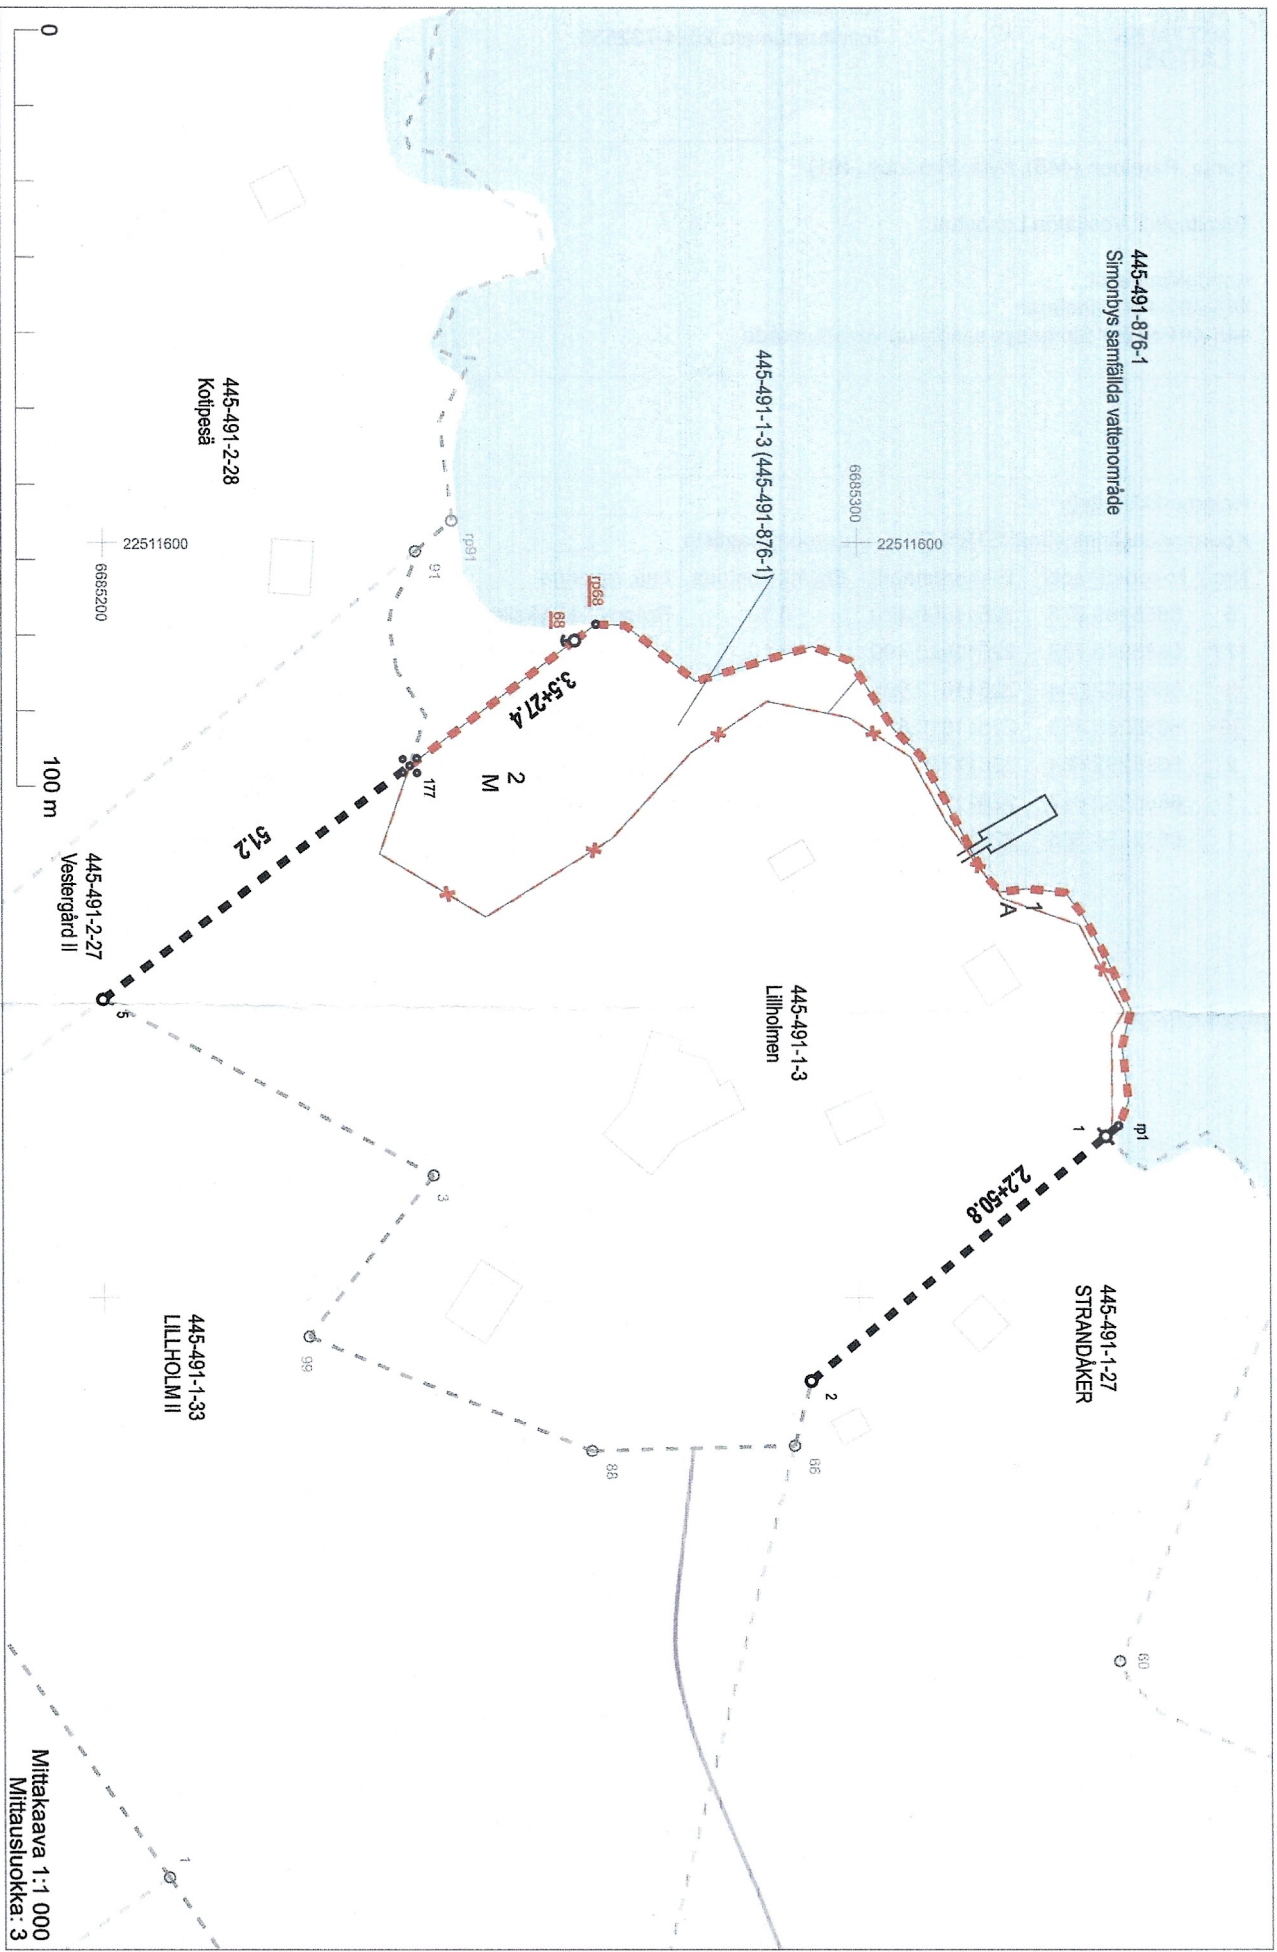 445-491-876-1
Simonbys samfällda vattenområde
445-491-1-3 (445-491-876-1)
6685300
22511600
445-491-1-27
STRANDÅKER
rp1
1
2.2+50.8
2
66
60
1
A
445-491-1-3
Lillholmen
rp68
68
3.5+27.4
2
M
177
rp91
91
445-491-2-28
Kotipesä
22511600
6685200
51.2
445-491-2-27
Vestergård II
5
3
99
88
445-491-1-33
LILLHOLM II
1
0
100 m
Mittakaava 1:1 000
Mittausluokka: 3